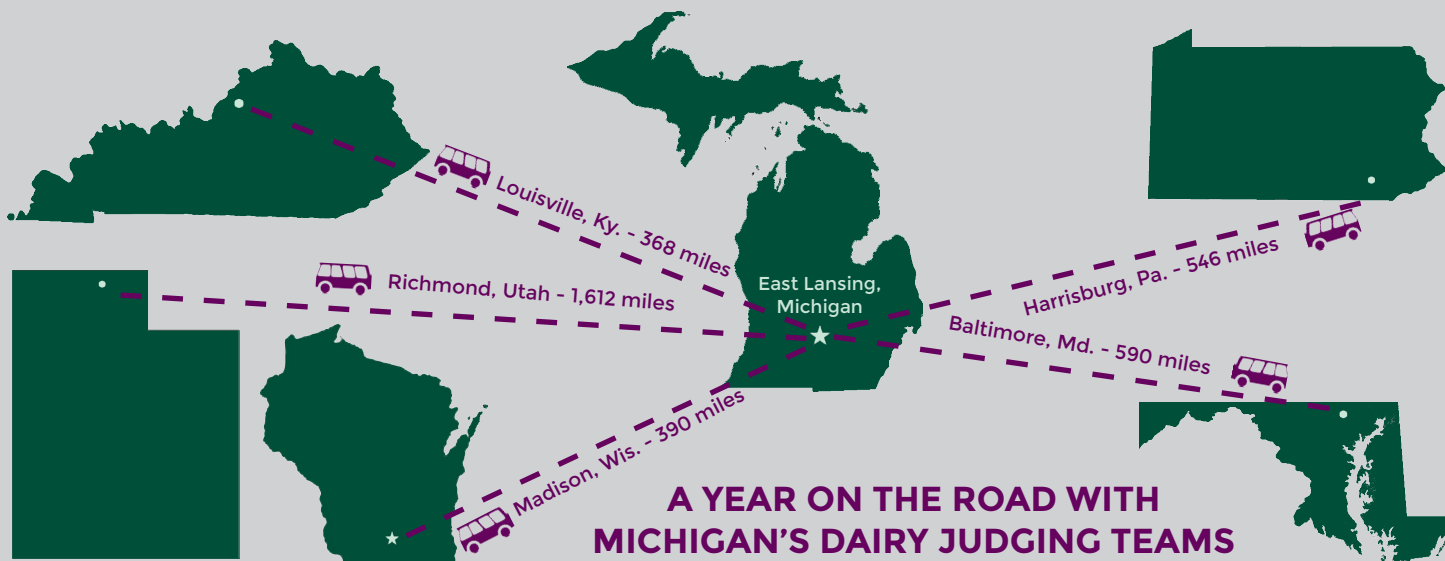 Louisville, Ky. - 368 miles
Richmond, Utah - 1,612 miles
East Lansing,
Michigan
Harrisburg, Pa. - 546 miles
Baltimore, Md. - 590 miles
Madison, Wis. - 390 miles
A YEAR ON THE ROAD WITH
MICHIGAN’S DAIRY JUDGING TEAMS